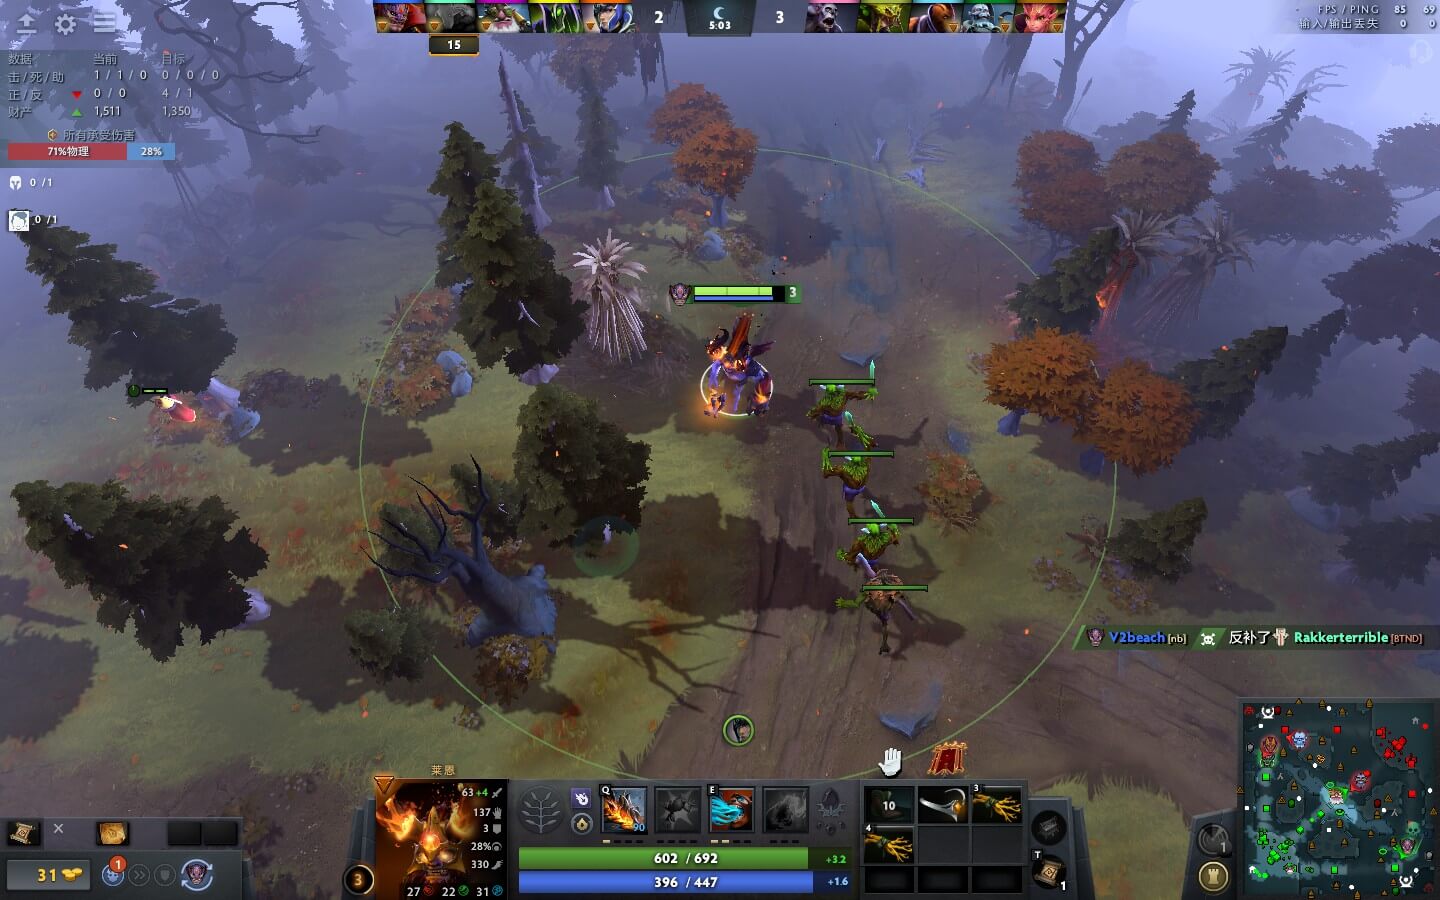 2 5:03 3
FPS / PING 85 69
输入/输出丢失 0 0
15
数据 当前 目标
击/死/助 1 / 1 / 0 0 / 0 / 0
正/反 0 / 0 4 / 1
财产 1,511 1,350
所有承受伤害
71%物理 28%
0 /1
0 /1
3
V2beach [nb] 反补了 Rakkerterrible [BTND]
莱恩
63 +4
137
3
28%
330
27 22 31
3
Q
90
E
602 / 692 +3.2
396 / 447 +1.6
10
3
4
T
1
1
31
1